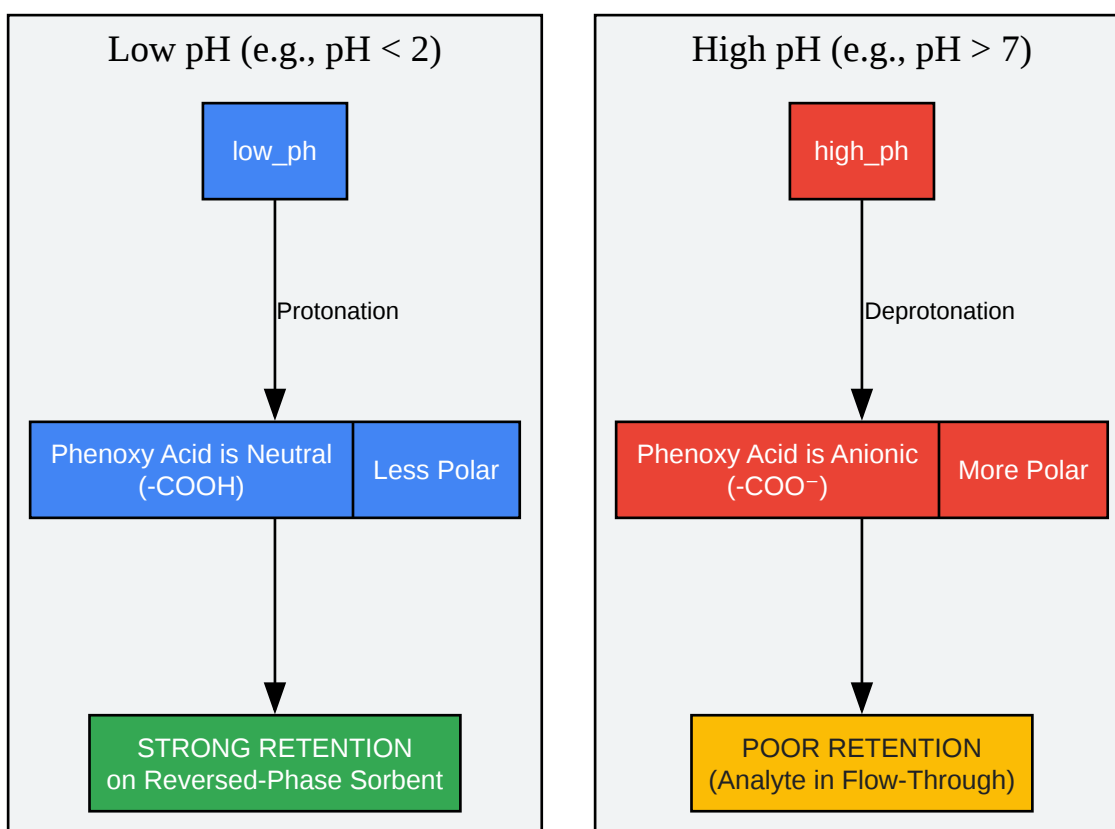 Low pH (e.g., pH < 2)
low_ph
Protonation
Phenoxy Acid is Neutral
(-COOH)
Less Polar
STRONG RETENTION
on Reversed-Phase Sorbent
High pH (e.g., pH > 7)
high_ph
Deprotonation
Phenoxy Acid is Anionic
(-COO⁻)
More Polar
POOR RETENTION
(Analyte in Flow-Through)